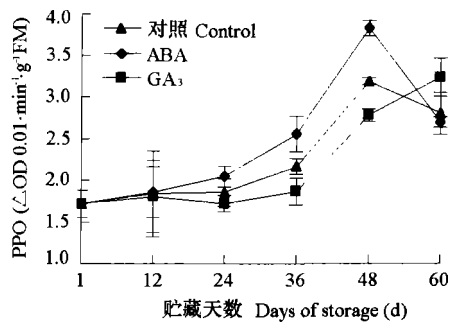 4.0
3.5
3.0
2.5
2.0
1.5
1.0
PPO (△OD 0.01·min⁻¹·g⁻¹FM)
对照 Control
ABA
GA₃
1 12 24 36 48 60
贮藏天数 Days of storage (d)